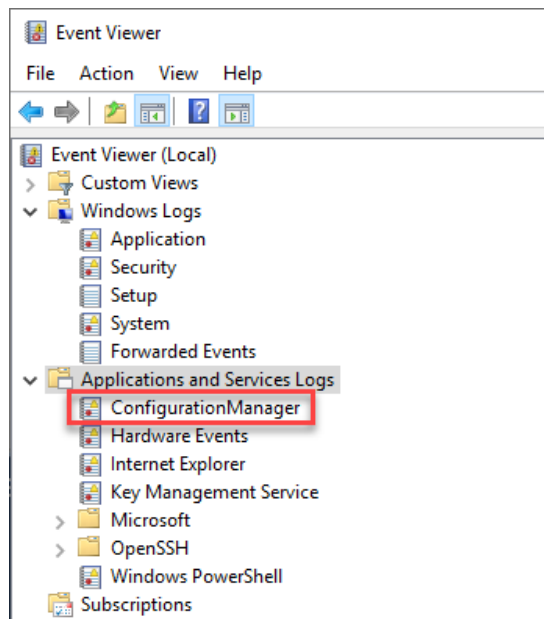 Event Viewer
File Action View Help
Event Viewer (Local)
Custom Views
Windows Logs
Application
Security
Setup
System
Forwarded Events
Applications and Services Logs
ConfigurationManager
Hardware Events
Internet Explorer
Key Management Service
Microsoft
OpenSSH
Windows PowerShell
Subscriptions